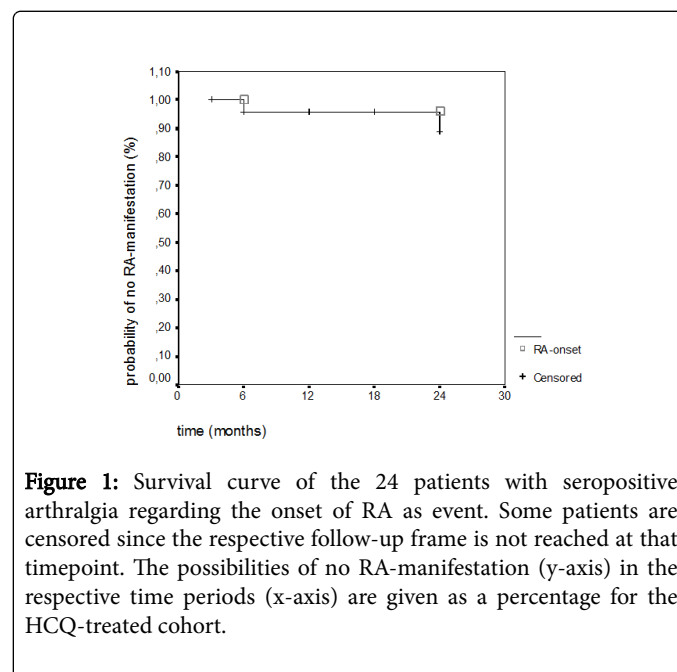 1,10
1,00
,90
,80
,70
,60
,50
,40
,30
,20
,10
0,00
probability of no RA-manifestation (%)
0 6 12 18 24 30
time (months)
RA-onset
Censored
Figure 1: Survival curve of the 24 patients with seropositive
arthralgia regarding the onset of RA as event. Some patients are
censored since the respective follow-up frame is not reached at that
timepoint. The possibilities of no RA-manifestation (y-axis) in the
respective time periods (x-axis) are given as a percentage for the
HCQ-treated cohort.